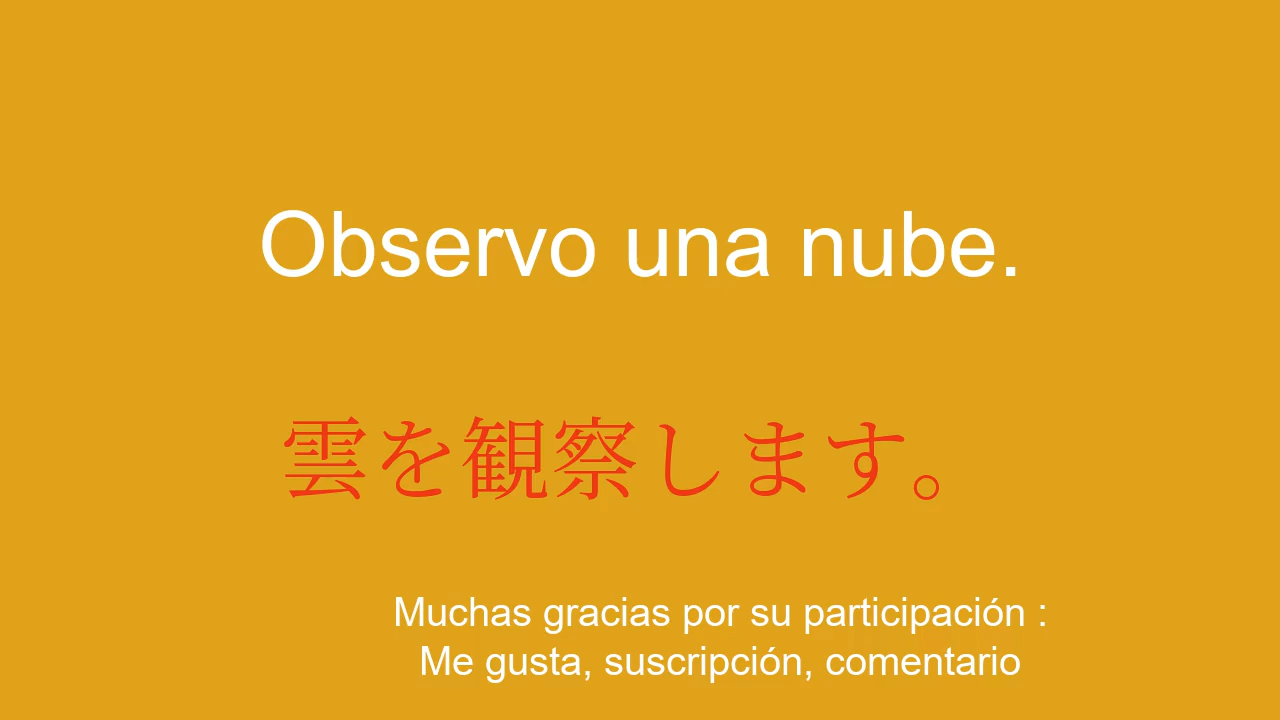 Observo una nube.
雲を観察します。
Muchas gracias por su participación :
Me gusta, suscripción, comentario